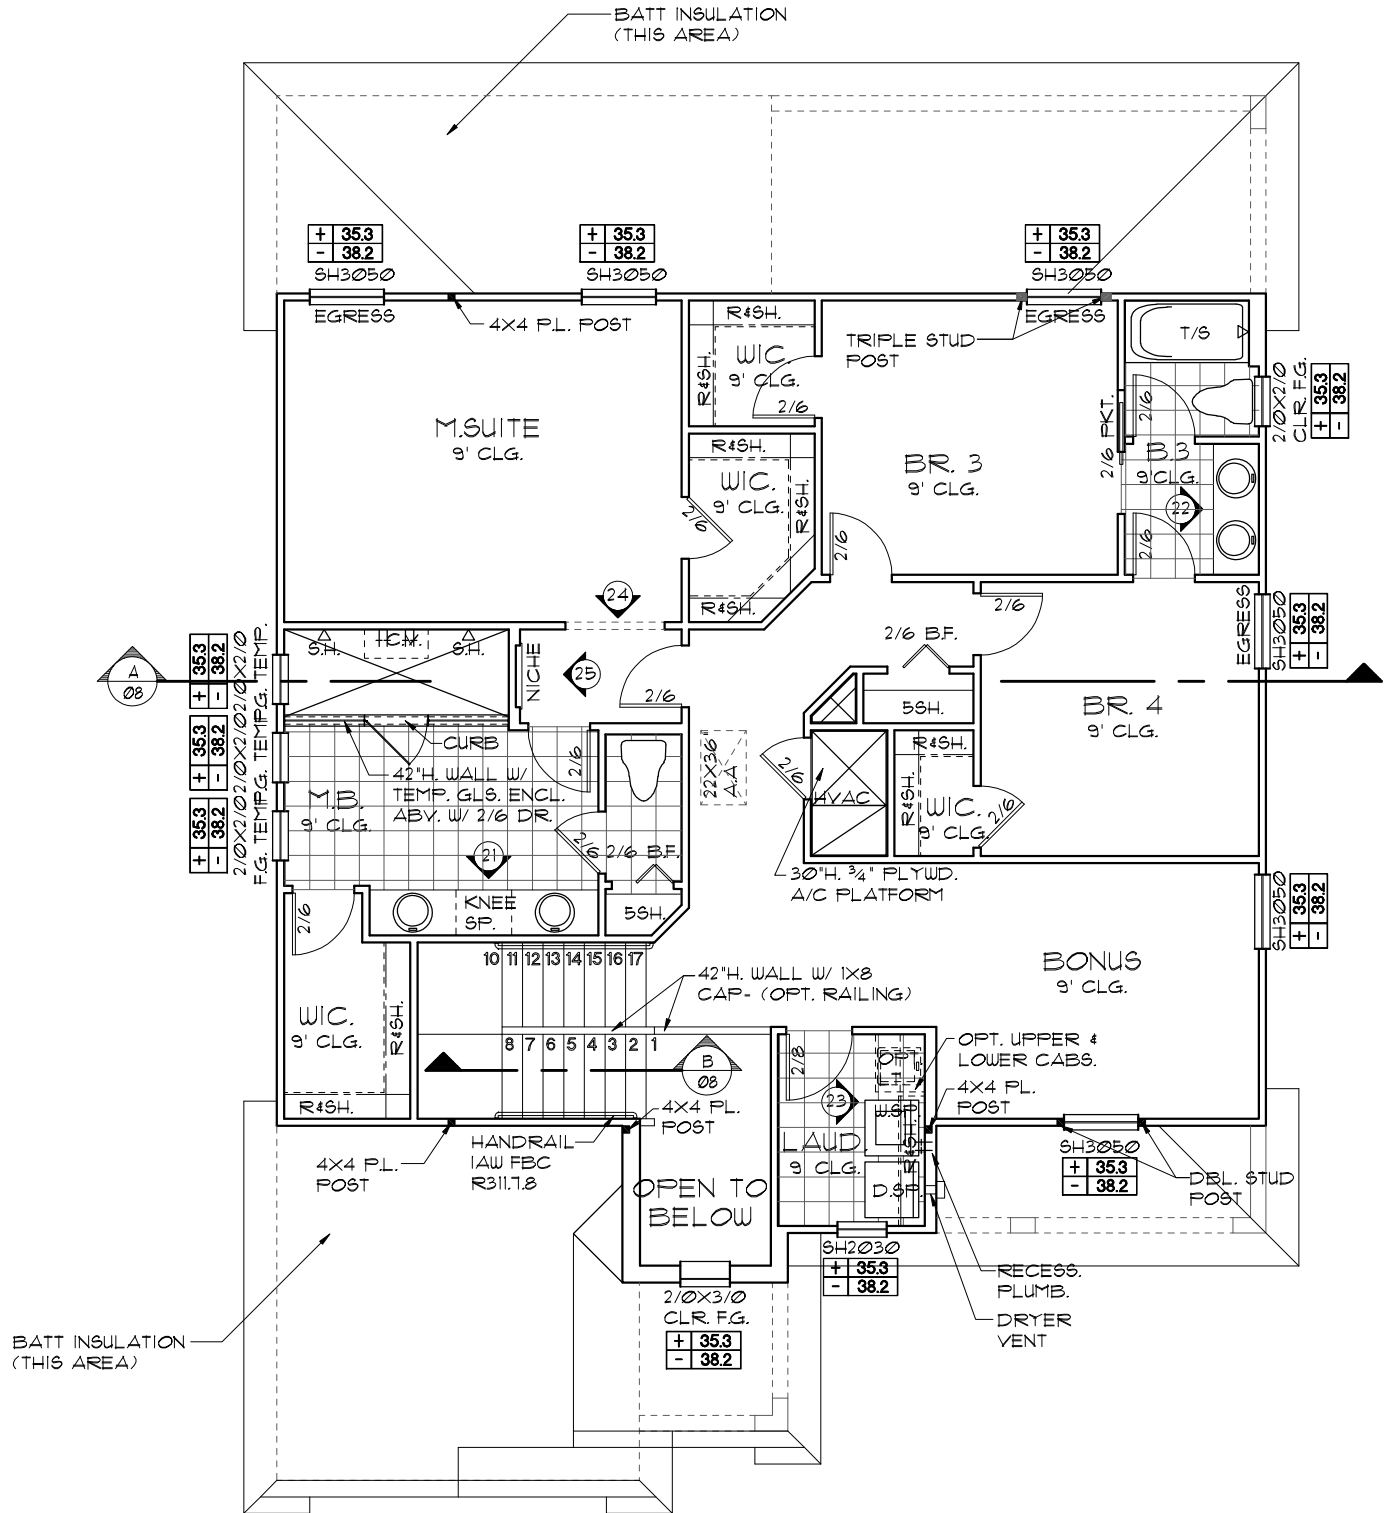 BATT INSULATION
(THIS AREA)
+ 35.3
- 38.2
SH3050
EGRESS
+ 35.3
- 38.2
SH3050
+ 35.3
- 38.2
SH3050
EGRESS
4X4 P.L. POST
R&SH.
R&SH.
WIC.
9' CLG.
2/6
TRIPLE STUD
POST
T/S
2/6
2/0X2/0
CLR. F.G.
+ 35.3
- 38.2
M.SUITE
9' CLG.
R&SH.
WIC.
9' CLG.
R&SH.
R&SH.
2/6
BR. 3
9' CLG.
2/6
2/6 PKT.
B.3
9' CLG.
22
2/6
24
25
NICHE
2/6
S.H.
S.H.
A
08
2/0X2/0
F.G. TEMP.
+ 35.3
- 38.2
2/0X2/0
F.G. TEMP.
+ 35.3
- 38.2
2/0X2/0
F.G. TEMP.
+ 35.3
- 38.2
2/6 B.F.
2/6
5SH.
EGRESS
SH3050
+ 35.3
- 38.2
BR. 4
9' CLG.
CURB
42"H. WALL W/
TEMP. GLS. ENCL.
ABV. W/ 2/6 DR.
2/6
M.B.
9' CLG.
2/6
2/6 B.F.
21
22X36
A.A
2/6
HVAC
R&SH.
R&SH.
WIC.
9' CLG.
2/6
30"H. 3/4" PLYWD.
A/C PLATFORM
KNEE
SP.
5SH.
2/6
SH3050
+ 35.3
- 38.2
10 11 12 13 14 15 16 17
42"H. WALL W/ 1X8
CAP- (OPT. RAILING)
BONUS
9' CLG.
WIC.
9' CLG.
R&SH.
R&SH.
8 7 6 5 4 3 2 1
B
08
2/8
OPT. UPPER &
LOWER CABS.
23
W.SP.
R&SH.
4X4 PL.
POST
4X4 PL.
POST
HANDRAIL
IAW FBC
R311.7.8
4X4 P.L.
POST
LAUD.
9' CLG.
D.SP.
SH3050
+ 35.3
- 38.2
DBL. STUD
POST
OPEN TO
BELOW
SH2030
+ 35.3
- 38.2
RECESS.
PLUMB.
DRYER
VENT
2/0X3/0
CLR. F.G.
+ 35.3
- 38.2
BATT INSULATION
(THIS AREA)